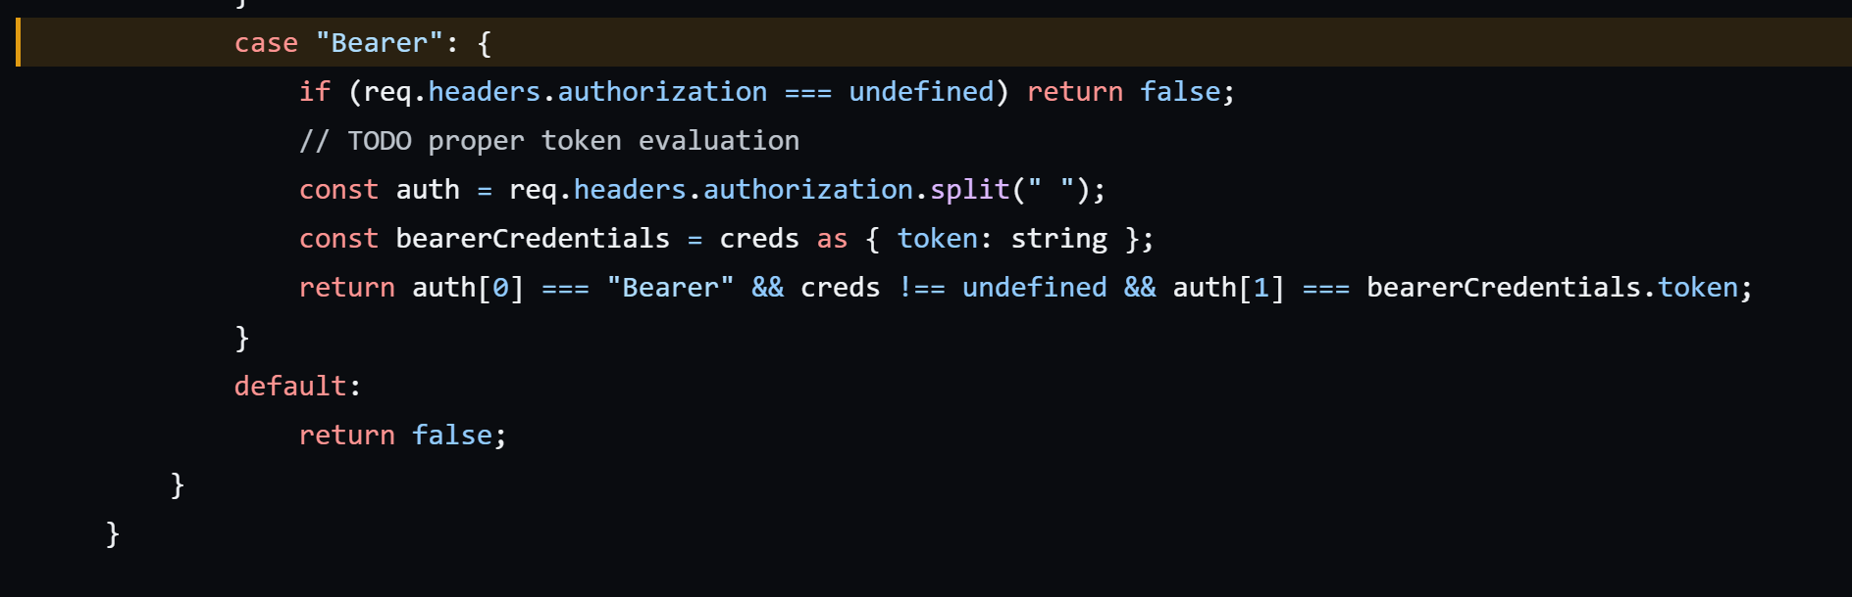 }
case "Bearer": {
if (req.headers.authorization === undefined) return false;
// TODO proper token evaluation
const auth = req.headers.authorization.split(" ");
const bearerCredentials = creds as { token: string };
return auth[0] === "Bearer" && creds !== undefined && auth[1] === bearerCredentials.token;
}
default:
return false;
}
}